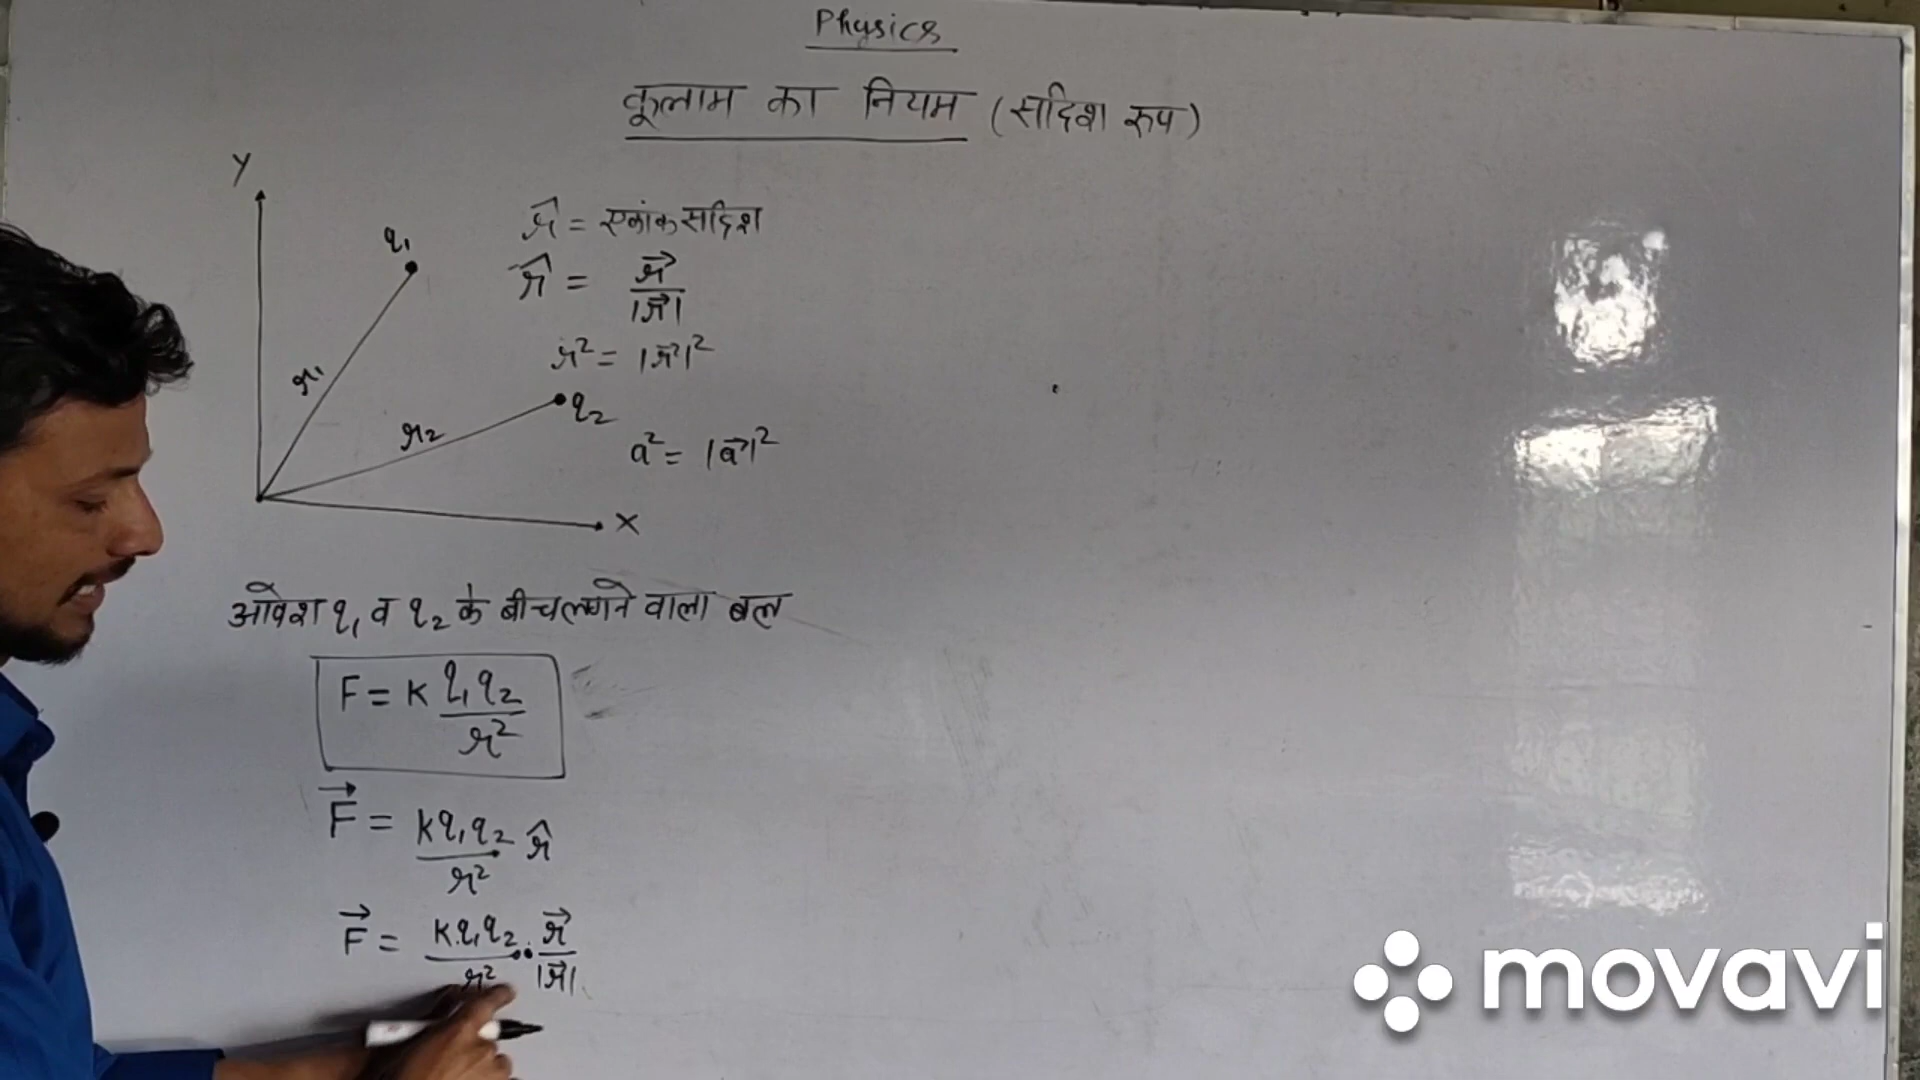 Physics
कूलाम का नियम (सदिश रूप)
Y
q₁
r₁
r₂
q₂
X
r̂ = एकांक सदिश
r̂ = r⃗ / |r⃗|
r² = |r⃗|²
a² = |a⃗|²
आवेश q₁ व q₂ के बीच लगने वाला बल
F = K q₁q₂ / r²
F⃗ = Kq₁q₂ / r² r̂
F⃗ = K.q₁q₂ / r² . r⃗ / |r⃗|
movavi